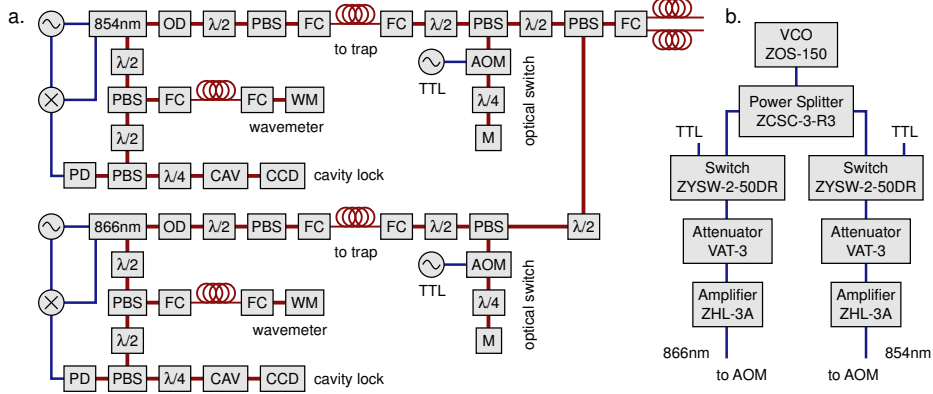 a.
854nm OD λ/2 PBS FC FC λ/2 PBS λ/2 PBS FC
to trap
λ/2
TTL AOM
optical switch
PBS FC FC WM
wavemeter
λ/4
λ/2
M
PD PBS λ/4 CAV CCD cavity lock
866nm OD λ/2 PBS FC FC λ/2 PBS λ/2
to trap
λ/2
TTL AOM
optical switch
PBS FC FC WM
wavemeter
λ/4
λ/2
M
PD PBS λ/4 CAV CCD cavity lock
b.
VCO
ZOS-150
Power Splitter
ZCSC-3-R3
TTL TTL
Switch
ZYSW-2-50DR
Switch
ZYSW-2-50DR
Attenuator
VAT-3
Attenuator
VAT-3
Amplifier
ZHL-3A
Amplifier
ZHL-3A
866nm 854nm
to AOM to AOM